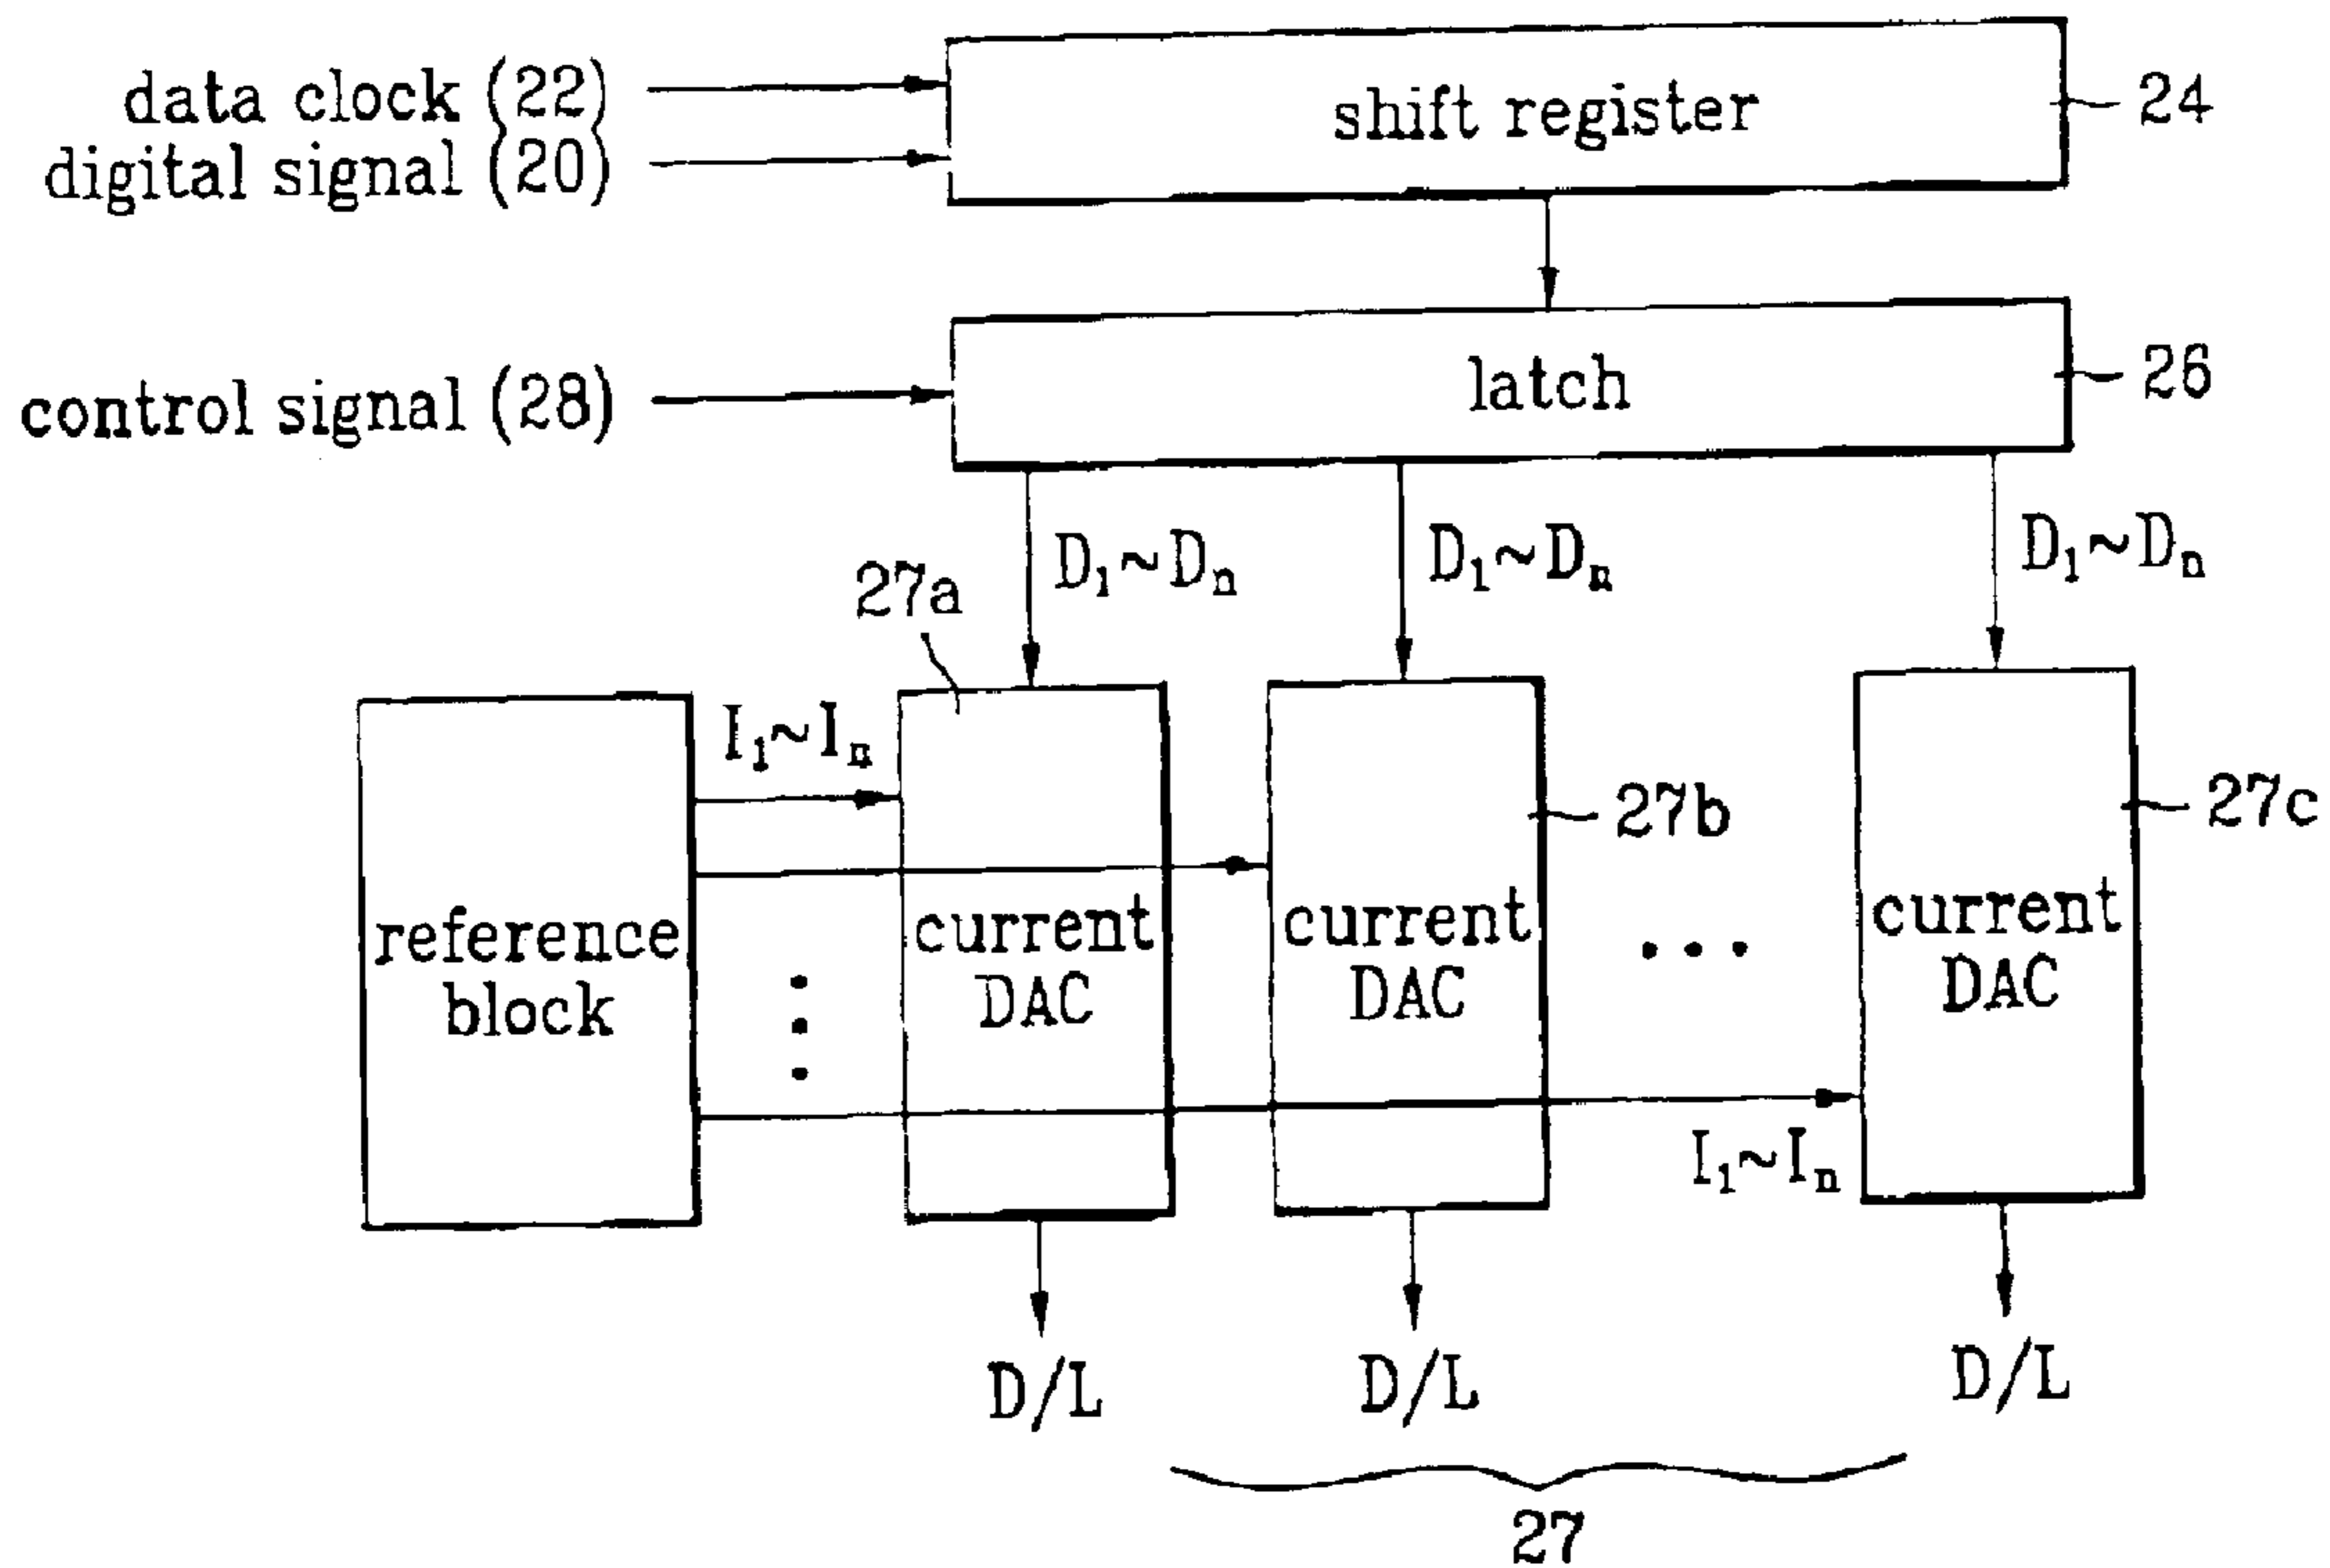 data clock (22)
digital signal (20)
shift register
24
control signal (28)
latch
26
D₁~Dₙ
D₁~Dₙ
D₁~Dₙ
27a
I₁~Iₙ
27b
27c
reference
block
current
DAC
current
DAC
current
DAC
I₁~Iₙ
D/L
D/L
D/L
27